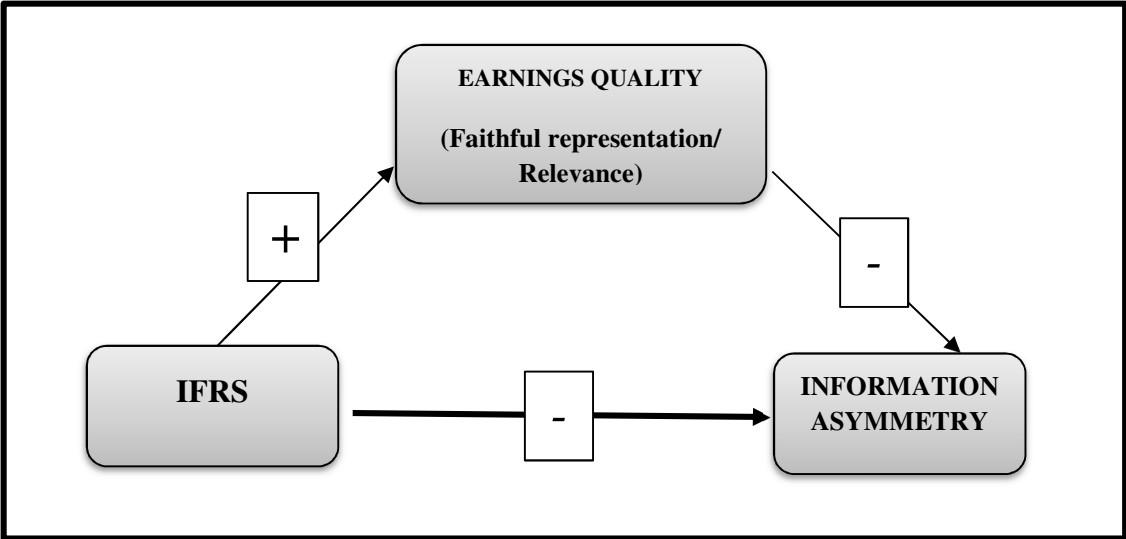 EARNINGS QUALITY
(Faithful representation/
Relevance)
+
-
IFRS
-
INFORMATION
ASYMMETRY